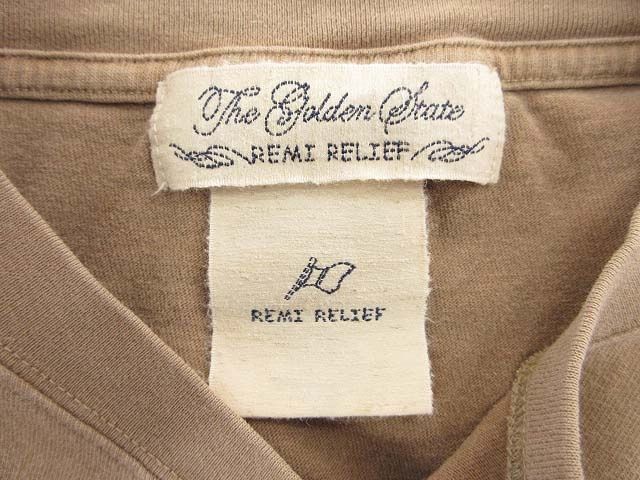 The Golden State
REMI RELIEF
REMI RELIEF